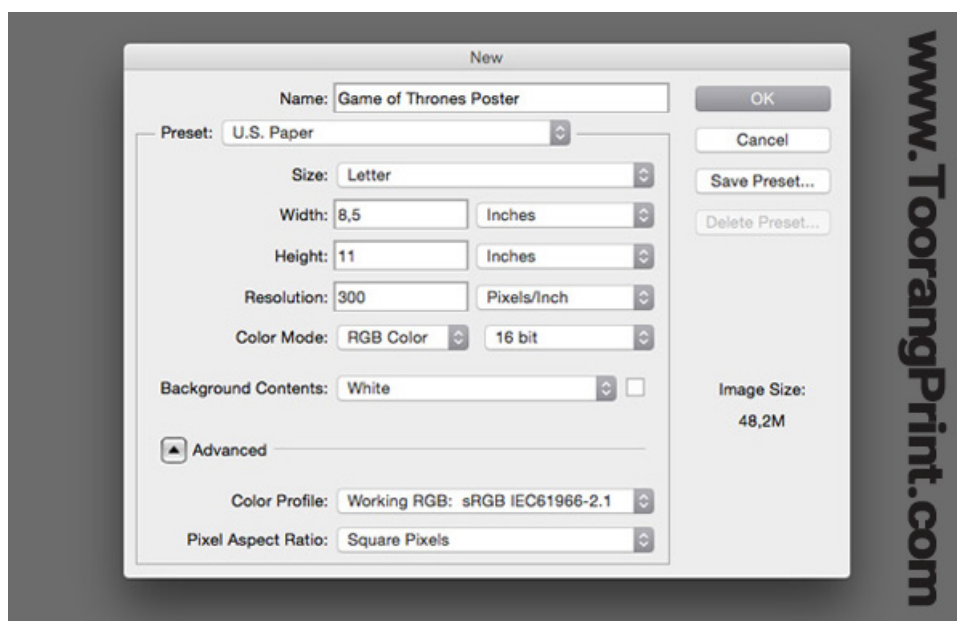 New
Name: Game of Thrones Poster
OK
Preset: U.S. Paper
Cancel
Size: Letter
Save Preset...
Width: 8,5 Inches
Delete Preset...
Height: 11 Inches
Resolution: 300 Pixels/Inch
Color Mode: RGB Color 16 bit
Background Contents: White
Image Size:
48,2M
Advanced
Color Profile: Working RGB: sRGB IEC61966-2.1
Pixel Aspect Ratio: Square Pixels
www.ToorangPrint.com